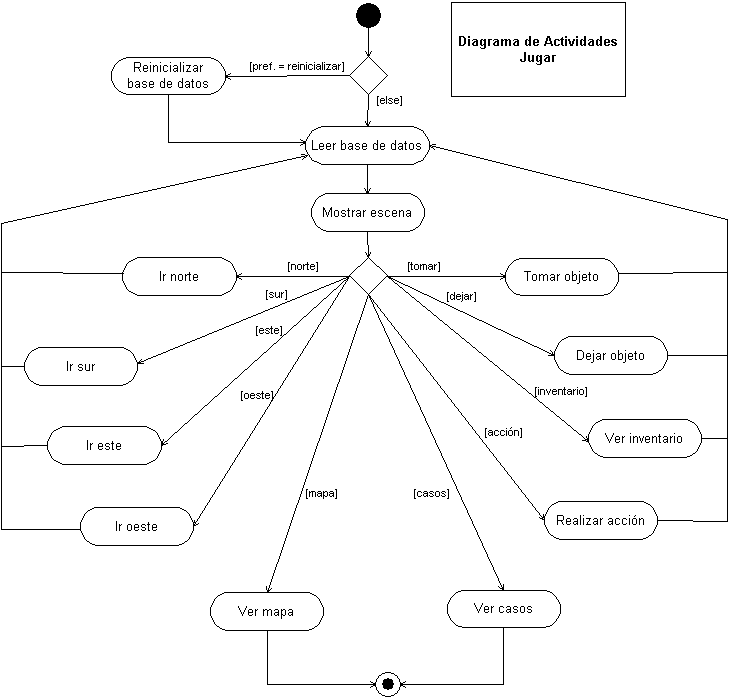 Diagrama de Actividades
Jugar
[pref. = reinicializar]
Reinicializar
base de datos
[else]
Leer base de datos
Mostrar escena
[norte]
[tomar]
Ir norte
Tomar objeto
[sur]
[dejar]
[este]
Dejar objeto
Ir sur
[oeste]
[inventario]
[acción]
Ver inventario
Ir este
[mapa]
[casos]
Realizar acción
Ir oeste
Ver mapa
Ver casos